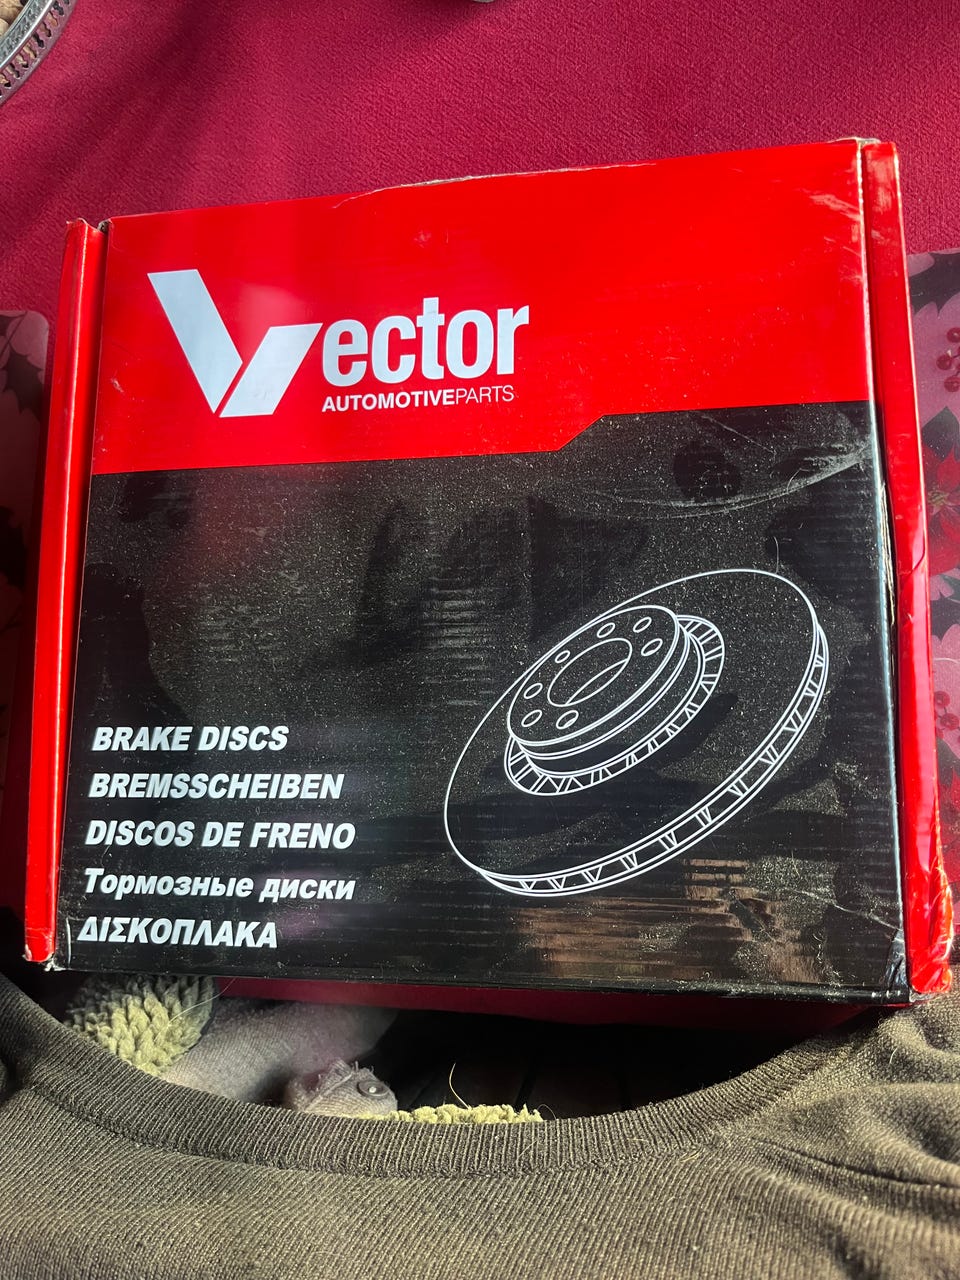 Vector
AUTOMOTIVEPARTS
BRAKE DISCS
BREMSSCHEIBEN
DISCOS DE FRENO
Тормозные диски
ΔΙΣΚΟΠΛΑΚΑ